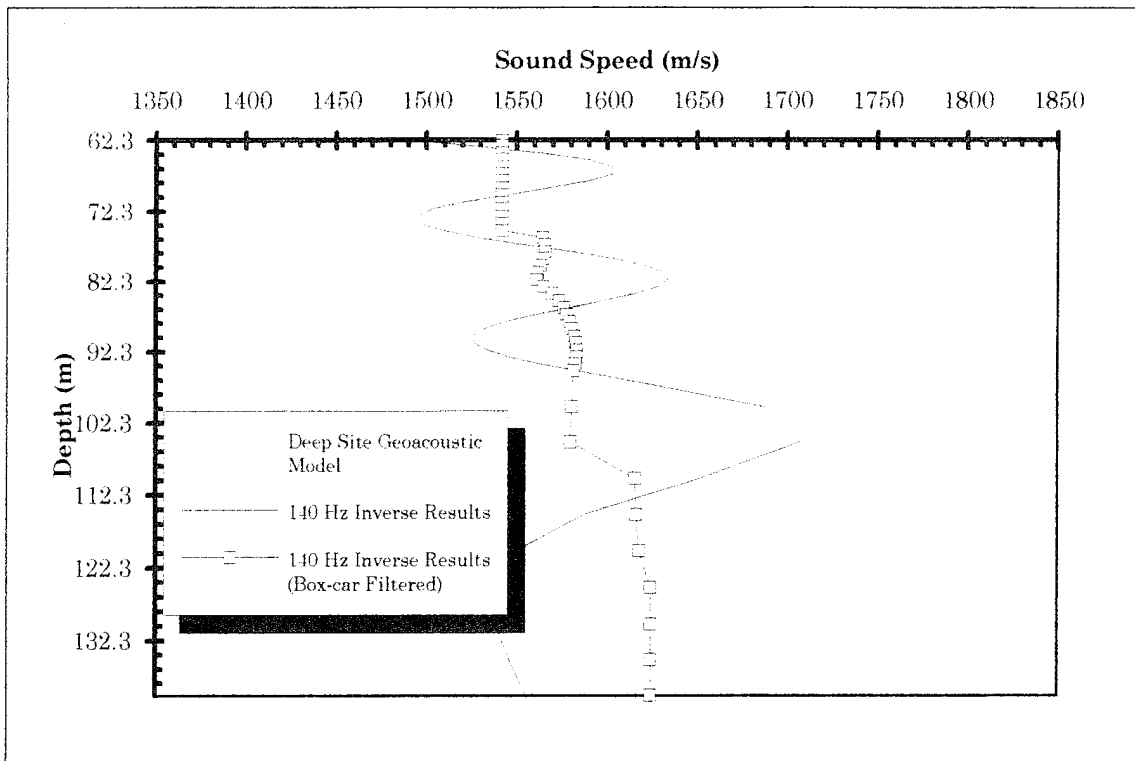 Sound Speed (m/s)
1350 1400 1450 1500 1550 1600 1650 1700 1750 1800 1850
62.3
72.3
82.3
92.3
102.3
112.3
122.3
132.3
Depth (m)
Deep Site Geoacoustic
Model
140 Hz Inverse Results
140 Hz Inverse Results
(Box-car Filtered)